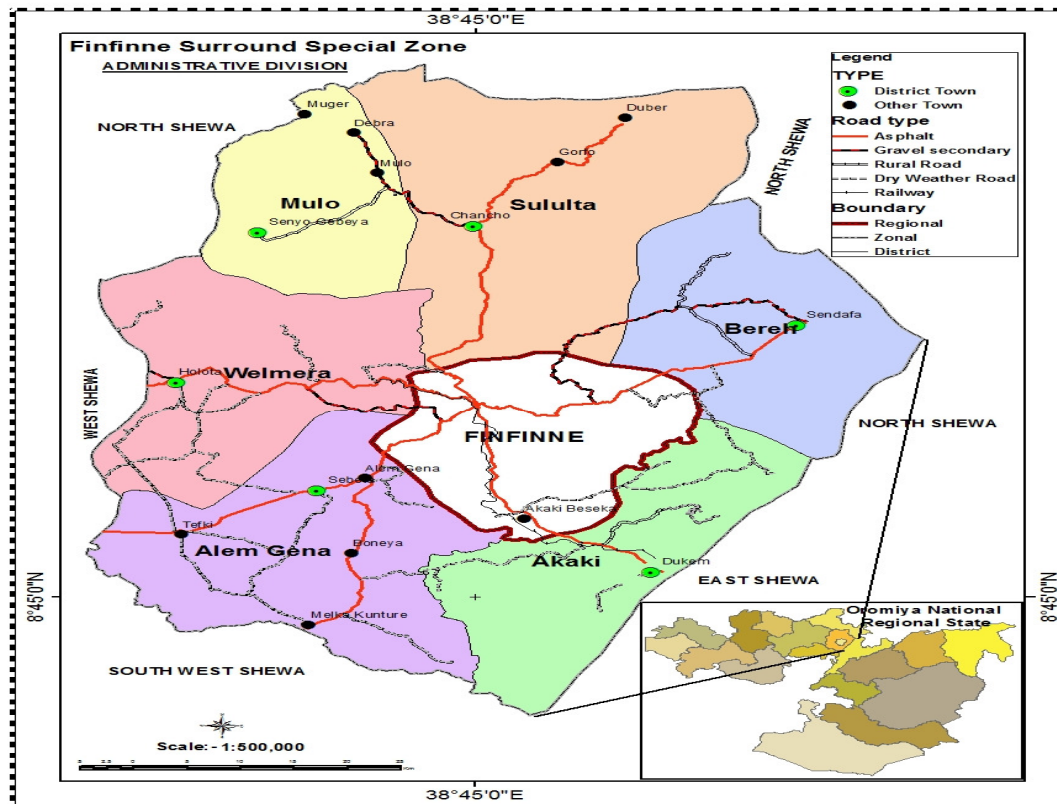 38°45'0"E
Finfinne Surround Special Zone
ADMINISTRATIVE DIVISION
Legend
TYPE
District Town
Other Town
Road type
Asphalt
Gravel secondary
Rural Road
Dry Weather Road
Railway
Boundary
Regional
Zonal
District
NORTH SHEWA
NORTH SHEWA
Muger
Debra
Duber
Gorfo
Mulo
Mulo
Sululta
Senyo Gebeya
Chancho
Sendafa
Bereh
Holota
Welmera
WEST SHEWA
NORTH SHEWA
FINFINNE
Alem Gena
Akaki Beseka
Tefki
Alem Gena
Boneya
Akaki
Dukem
EAST SHEWA
8°45'0"N
8°45'0"N
Melka Kunture
Oromiya National
Regional State
SOUTH WEST SHEWA
Scale: - 1:500,000
38°45'0"E